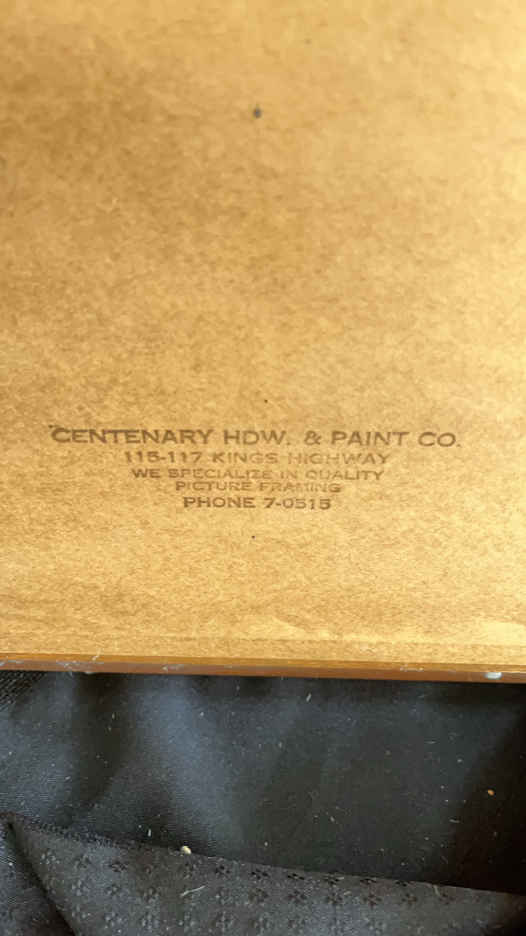 CENTENARY HDW. & PAINT CO.
115-117 KINGS HIGHWAY
WE SPECIALIZE IN QUALITY
PICTURE FRAMING
PHONE 7-0515